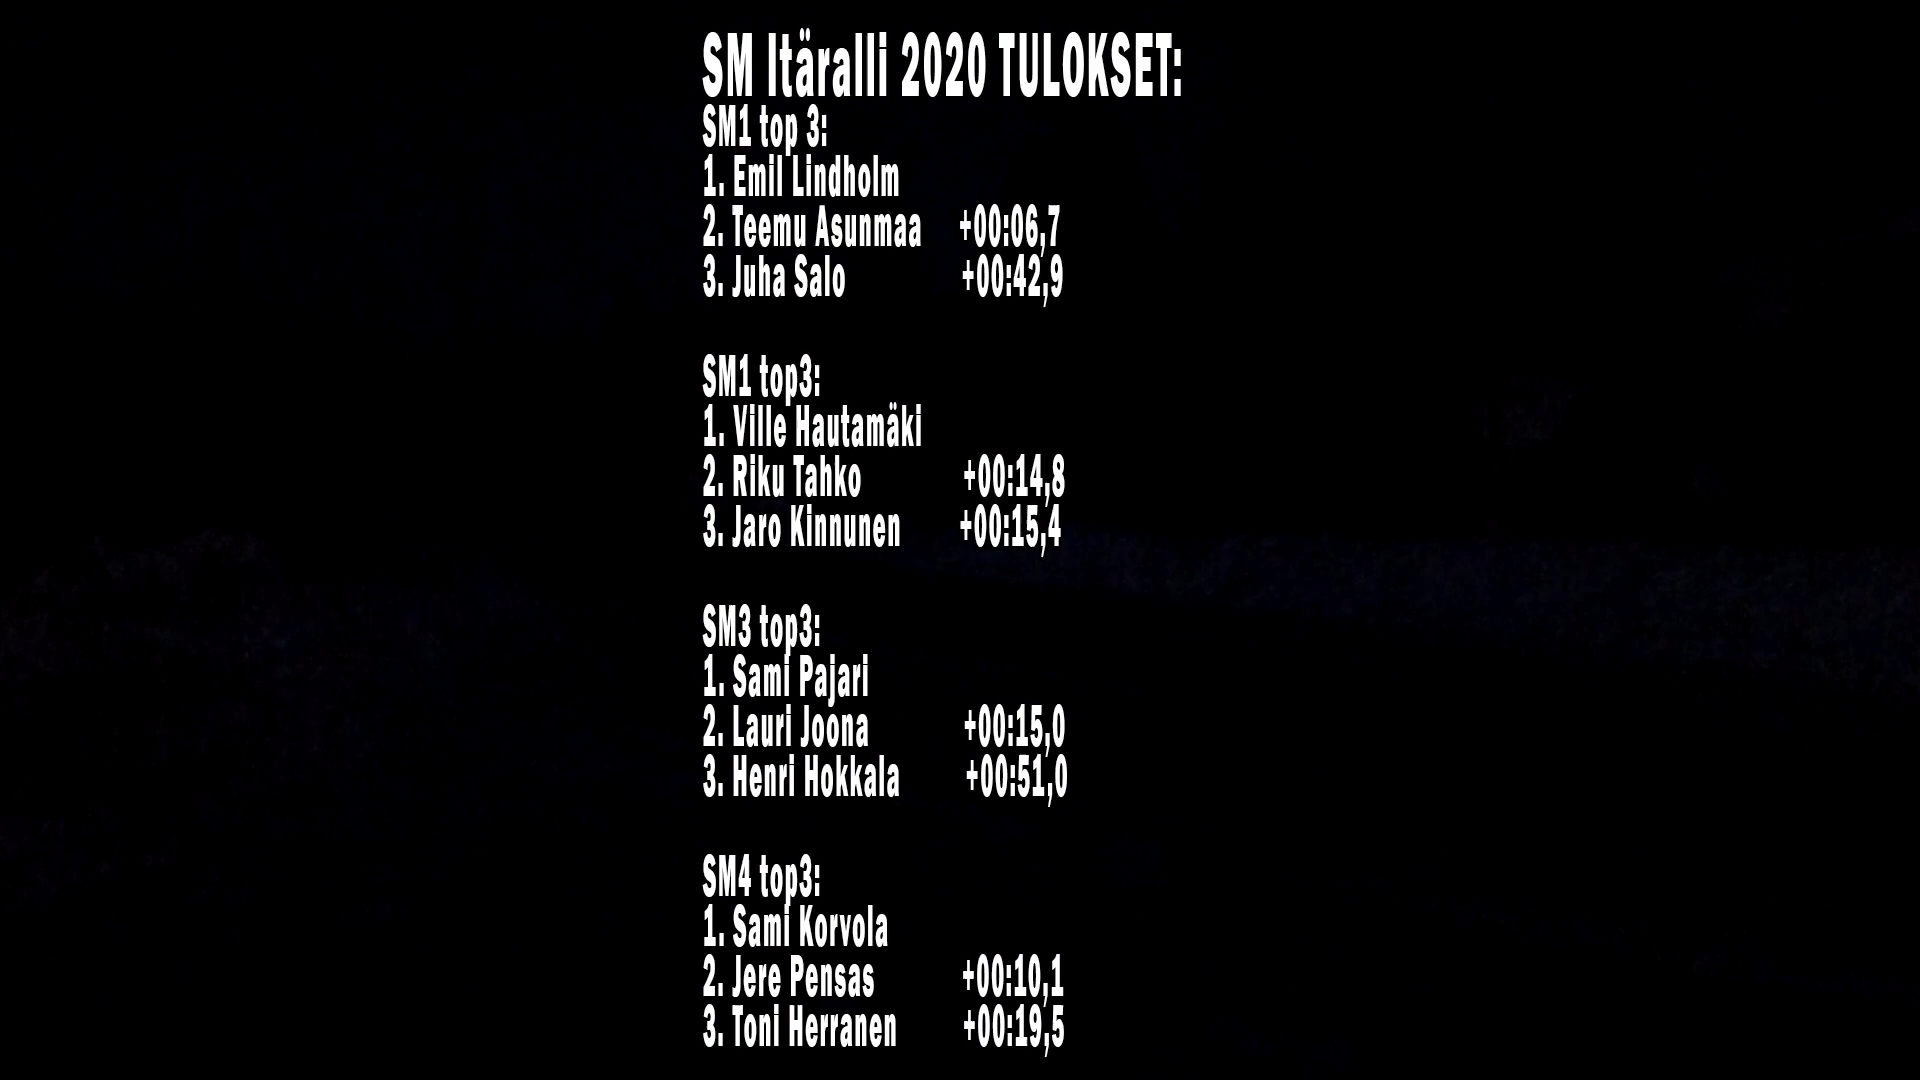 SM Itäralli 2020 TULOKSET:
SM1 top 3:
1. Emil Lindholm
2. Teemu Asunmaa +00:06,7
3. Juha Salo +00:42,9
SM1 top3:
1. Ville Hautamäki
2. Riku Tahko +00:14,8
3. Jaro Kinnunen +00:15,4
SM3 top3:
1. Sami Pajari
2. Lauri Joona +00:15,0
3. Henri Hokkala +00:51,0
SM4 top3:
1. Sami Korvola
2. Jere Pensas +00:10,1
3. Toni Herranen +00:19,5